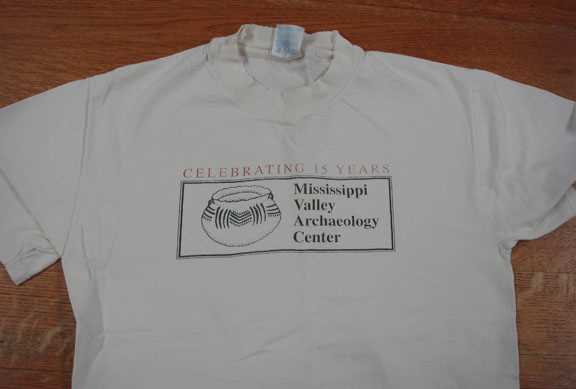 CELEBRATING 15 YEARS
Mississippi
Valley
Archaeology
Center